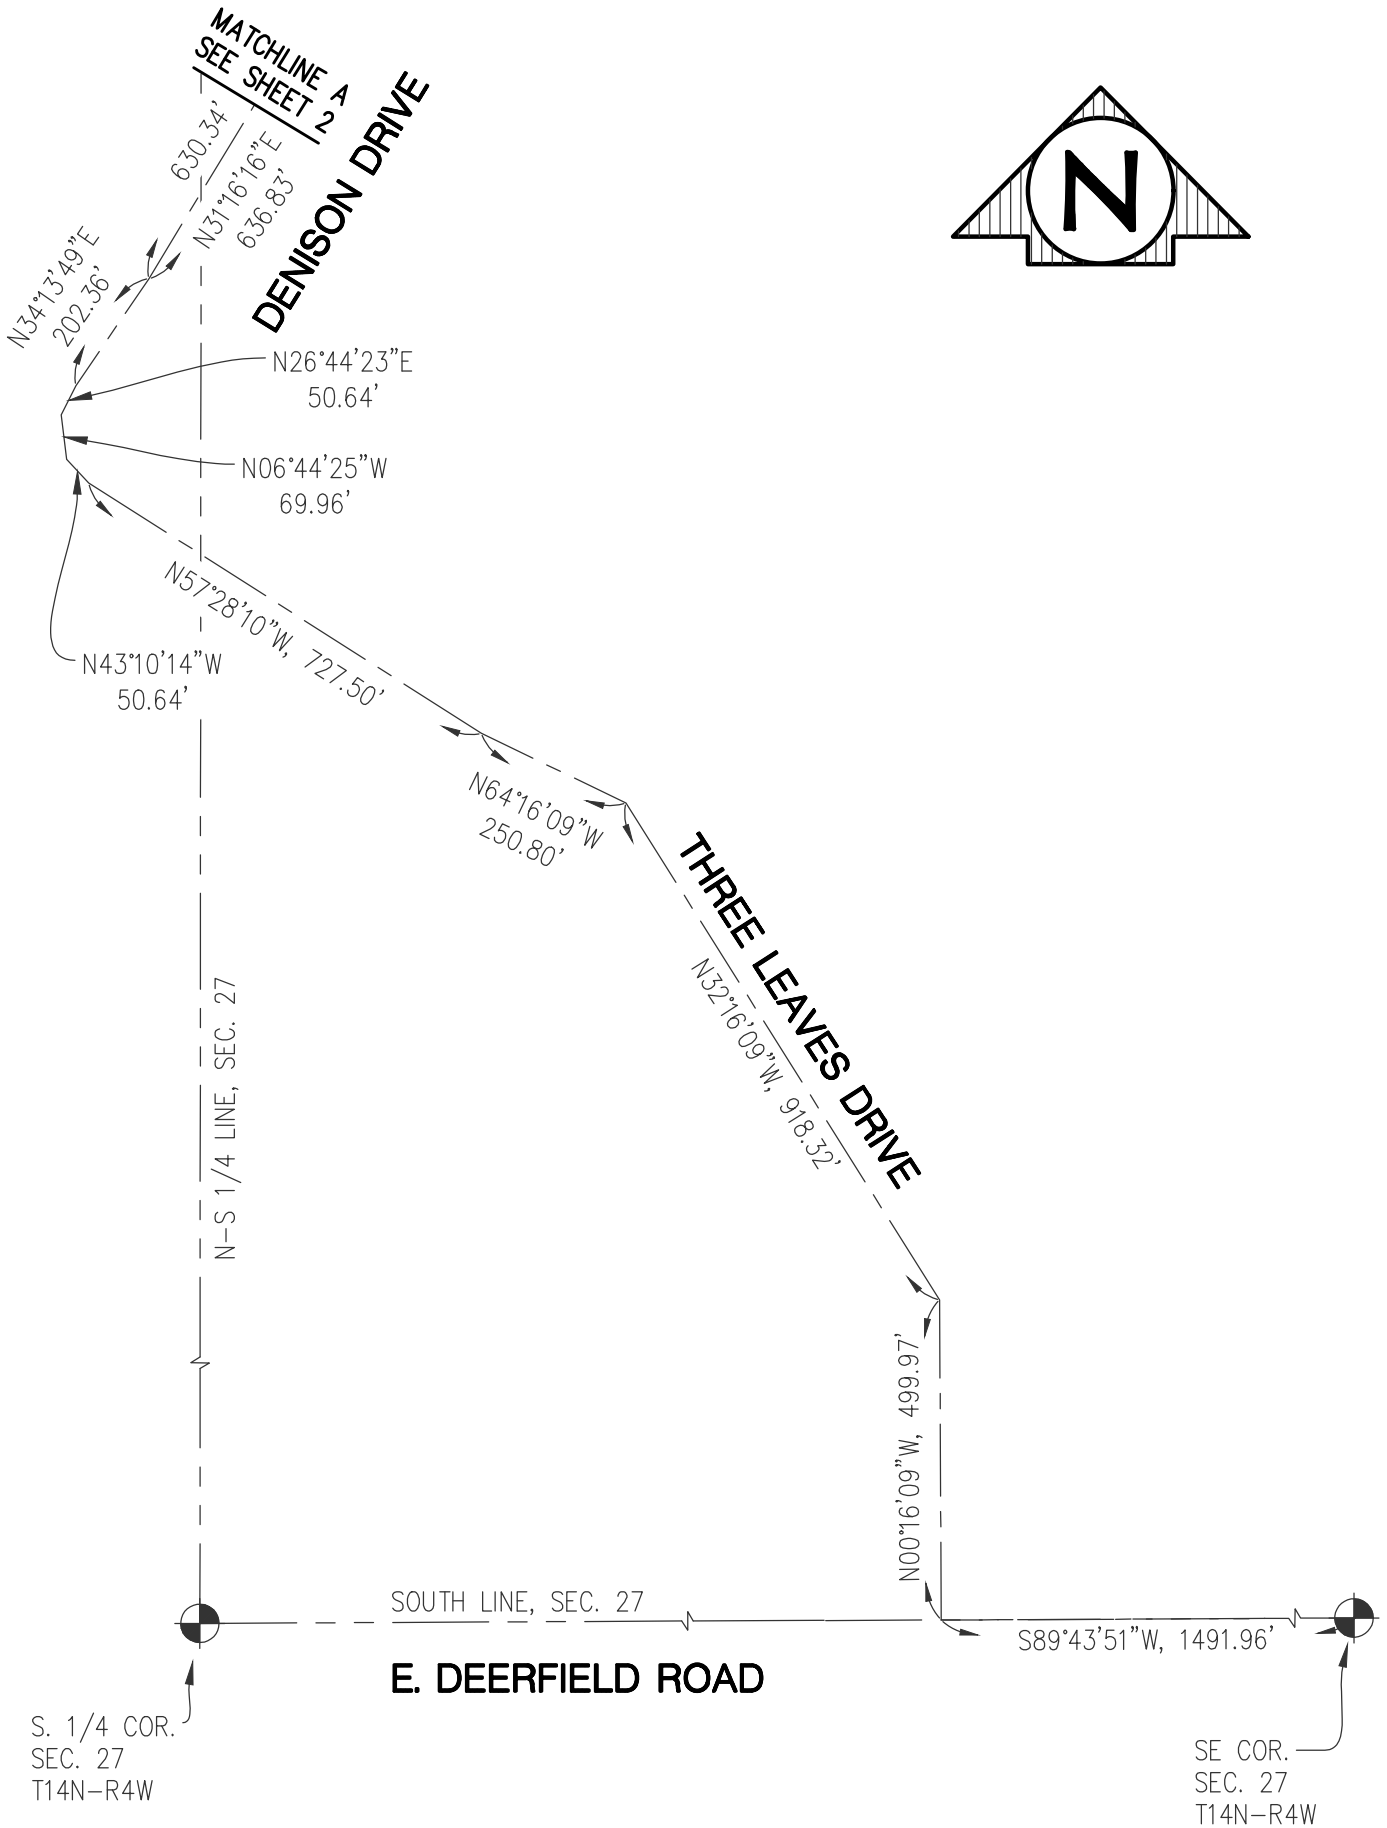 MATCHLINE A
SEE SHEET 2
DENISON DRIVE
630.34'
N31°16'16"E
636.83'
N34°13'49"E
202.36'
N
N26°44'23"E
50.64'
N06°44'25"W
69.96'
N57°28'10"W, 727.50'
N43°10'14"W
50.64'
N64°16'09"W
250.80'
THREE LEAVES DRIVE
N32°16'09"W, 918.32'
N-S 1/4 LINE, SEC. 27
N00°16'09"W, 499.97'
SOUTH LINE, SEC. 27
S89°43'51"W, 1491.96'
E. DEERFIELD ROAD
S. 1/4 COR.
SEC. 27
T14N-R4W
SE COR.
SEC. 27
T14N-R4W